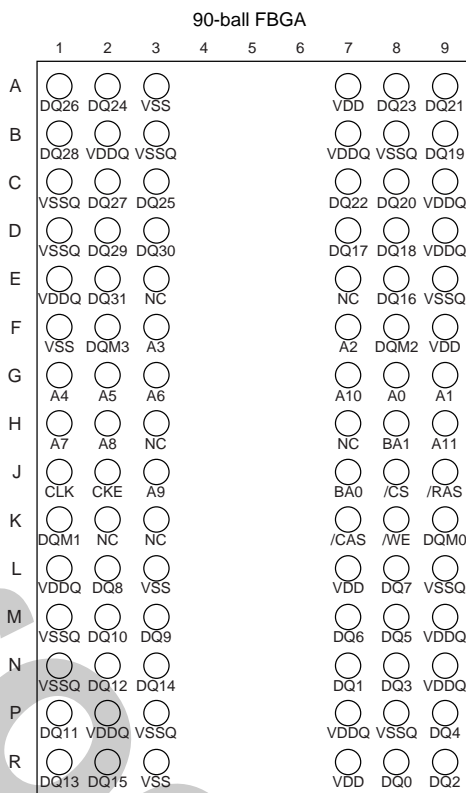 90-ball FBGA
1 2 3 4 5 6 7 8 9
A
DQ26 DQ24 VSS VDD DQ23 DQ21
B
DQ28 VDDQ VSSQ VDDQ VSSQ DQ19
C
VSSQ DQ27 DQ25 DQ22 DQ20 VDDQ
D
VSSQ DQ29 DQ30 DQ17 DQ18 VDDQ
E
VDDQ DQ31 NC NC DQ16 VSSQ
F
VSS DQM3 A3 A2 DQM2 VDD
G
A4 A5 A6 A10 A0 A1
H
A7 A8 NC NC BA1 A11
J
CLK CKE A9 BA0 /CS /RAS
K
DQM1 NC NC /CAS /WE DQM0
L
VDDQ DQ8 VSS VDD DQ7 VSSQ
M
VSSQ DQ10 DQ9 DQ6 DQ5 VDDQ
N
VSSQ DQ12 DQ14 DQ1 DQ3 VDDQ
P
DQ11 VDDQ VSSQ VDDQ VSSQ DQ4
R
DQ13 DQ15 VSS VDD DQ0 DQ2